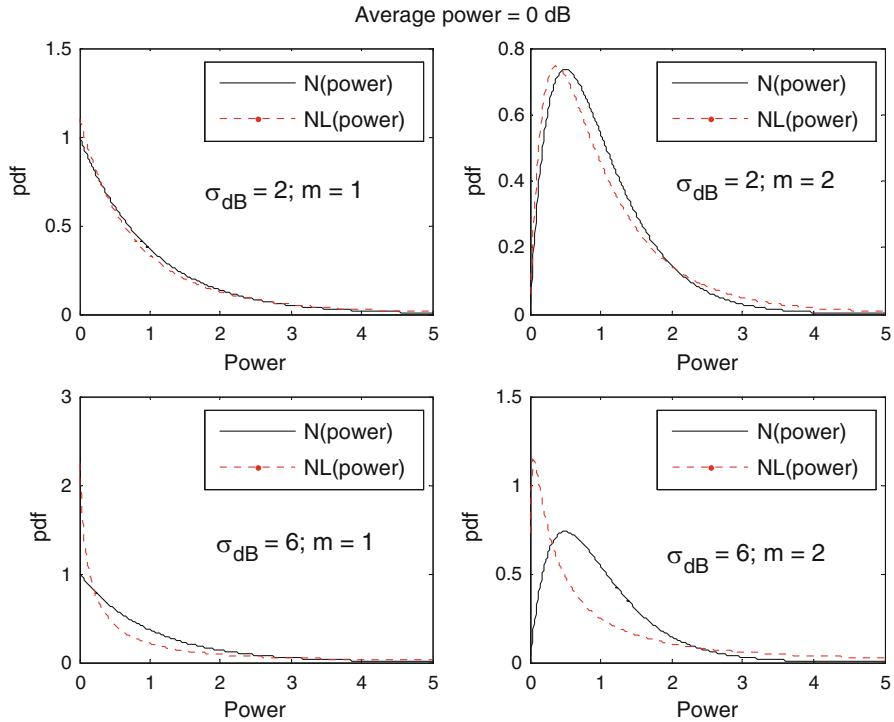 Average power = 0 dB
1.5
1
0.5
0
pdf
N(power)
NL(power)
σdB = 2; m = 1
0 1 2 3 4 5
Power
0.8
0.6
0.4
0.2
0
pdf
N(power)
NL(power)
σdB = 2; m = 2
0 1 2 3 4 5
Power
3
2
1
0
pdf
N(power)
NL(power)
σdB = 6; m = 1
0 1 2 3 4 5
Power
1.5
1
0.5
0
pdf
N(power)
NL(power)
σdB = 6; m = 2
0 1 2 3 4 5
Power